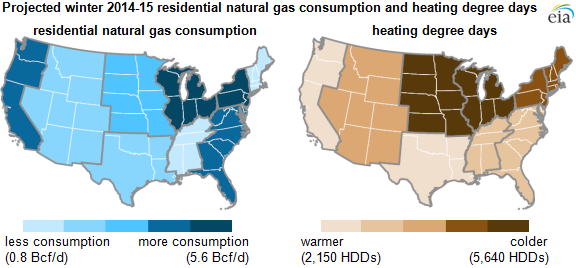 Projected winter 2014-15 residential natural gas consumption and heating degree days
eia
residential natural gas consumption
heating degree days
less consumption
(0.8 Bcf/d)
more consumption
(5.6 Bcf/d)
warmer
(2,150 HDDs)
colder
(5,640 HDDs)